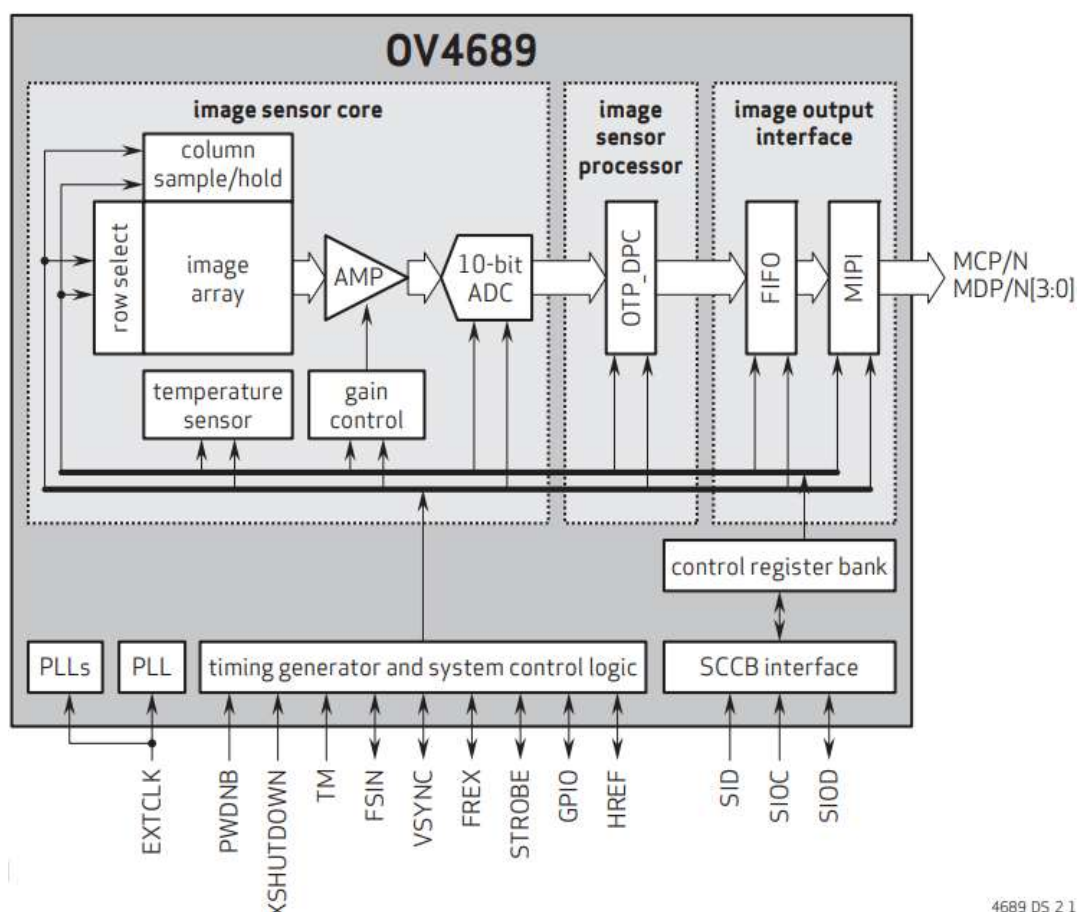 OV4689
image sensor core
image
sensor
processor
image output
interface
column
sample/hold
row select
image
array
AMP
10-bit
ADC
OTP_DPC
FIFO
MIPI
MCP/N
MDP/N[3:0]
temperature
sensor
gain
control
control register bank
PLLs
PLL
timing generator and system control logic
SCCB interface
EXTCLK
PWDNB
XSHUTDOWN
TM
FSIN
VSYNC
FREX
STROBE
GPIO
HREF
SID
SIOC
SIOD
4689 DS 2 1